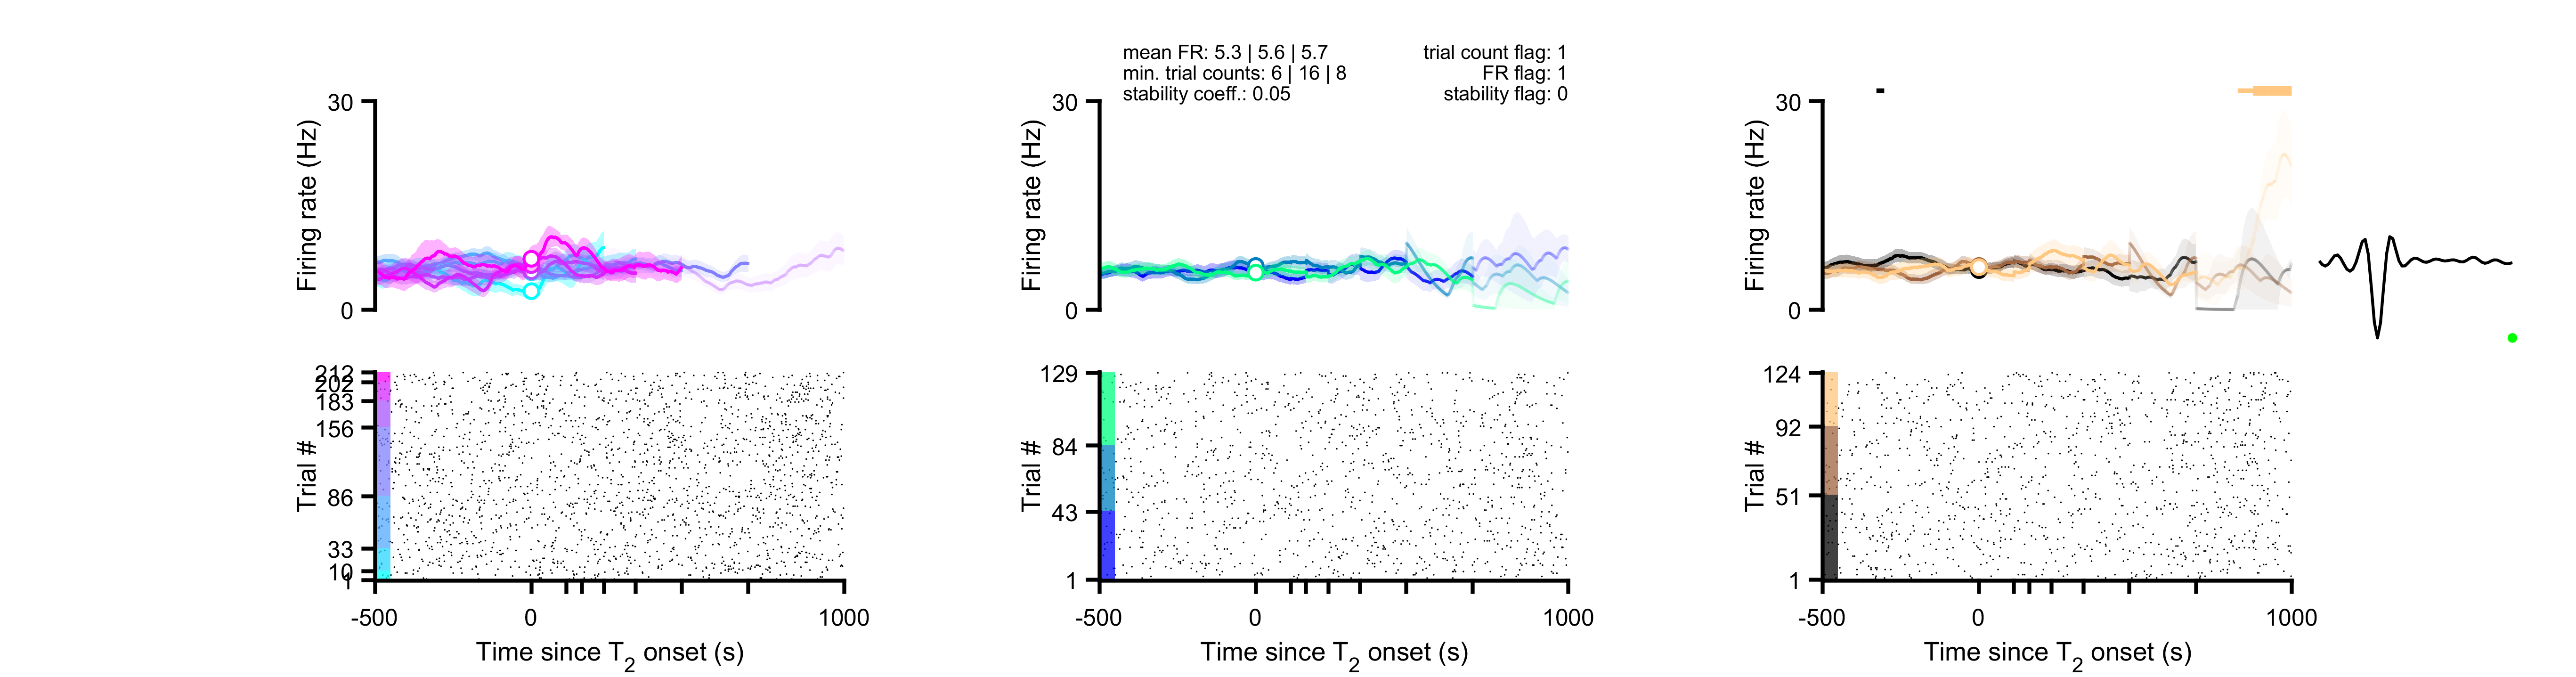 mean FR: 5.3 | 5.6 | 5.7
min. trial counts: 6 | 16 | 8
stability coeff.: 0.05
trial count flag: 1
FR flag: 1
stability flag: 0
30
0
Firing rate (Hz)
30
0
Firing rate (Hz)
30
0
Firing rate (Hz)
212
202
183
156
86
33
10
1
Trial #
-500
0
1000
Time since T2 onset (s)
129
84
43
1
Trial #
-500
0
1000
Time since T2 onset (s)
124
92
51
1
Trial #
-500
0
1000
Time since T2 onset (s)